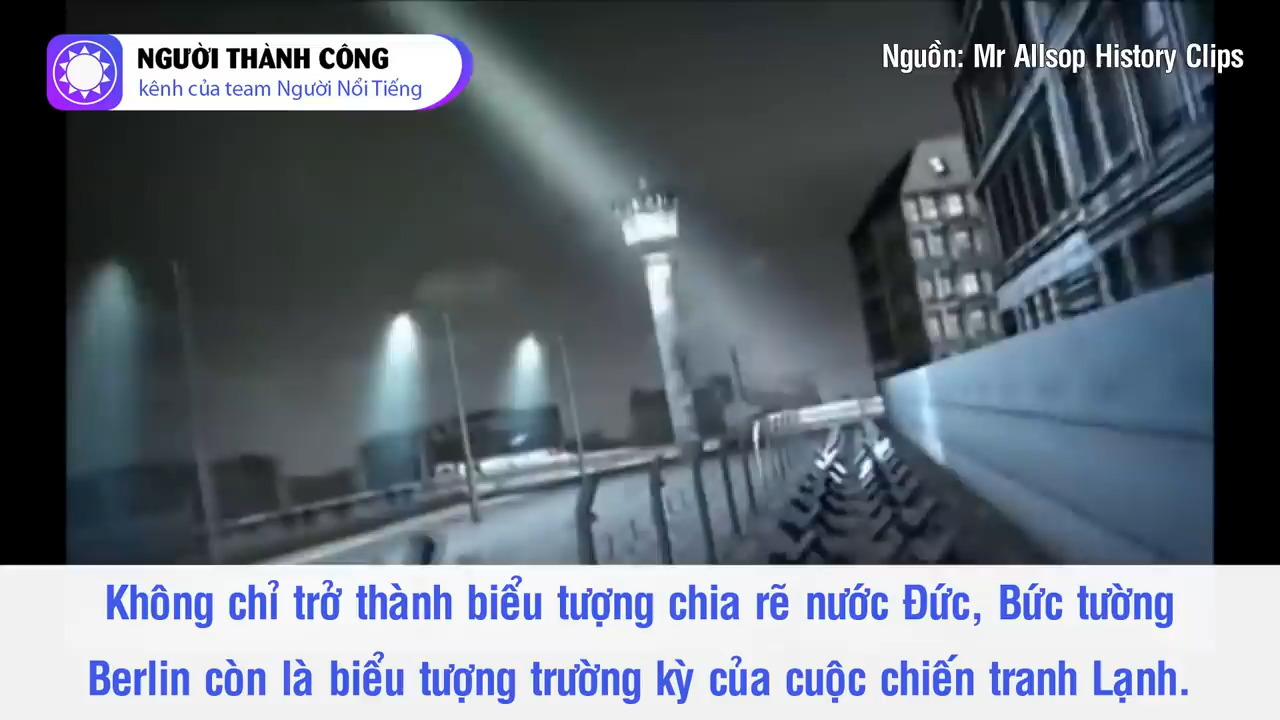 NGƯỜI THÀNH CÔNG
kênh của team Người Nổi Tiếng
Nguồn: Mr Allsop History Clips
Không chỉ trở thành biểu tượng chia rẽ nước Đức, Bức tường
Berlin còn là biểu tượng trường kỳ của cuộc chiến tranh Lạnh.